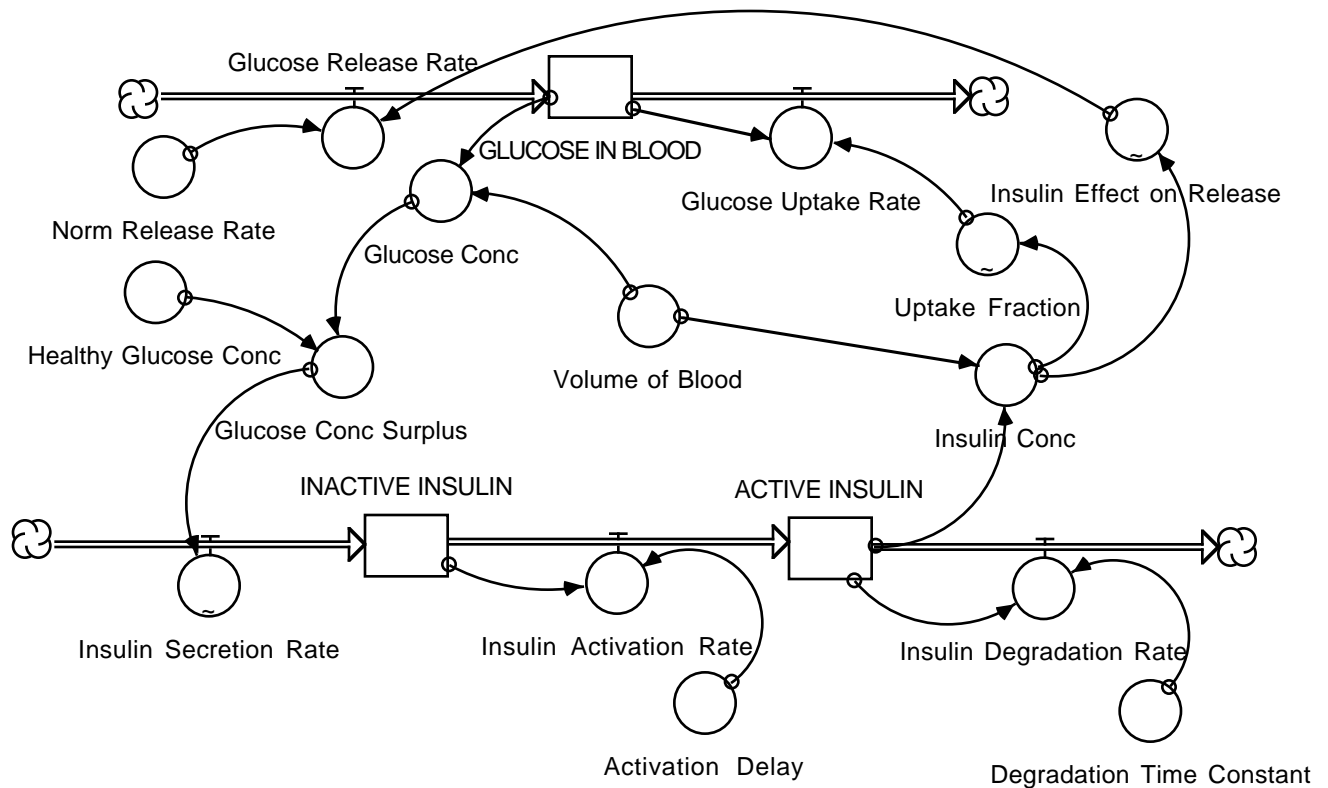 Glucose Release Rate
GLUCOSE IN BLOOD
Glucose Uptake Rate
Insulin Effect on Release
Norm Release Rate
Glucose Conc
Uptake Fraction
Healthy Glucose Conc
Volume of Blood
Glucose Conc Surplus
Insulin Conc
INACTIVE INSULIN
ACTIVE INSULIN
~
~
~
Insulin Secretion Rate
Insulin Activation Rate
Insulin Degradation Rate
Activation Delay
Degradation Time Constant